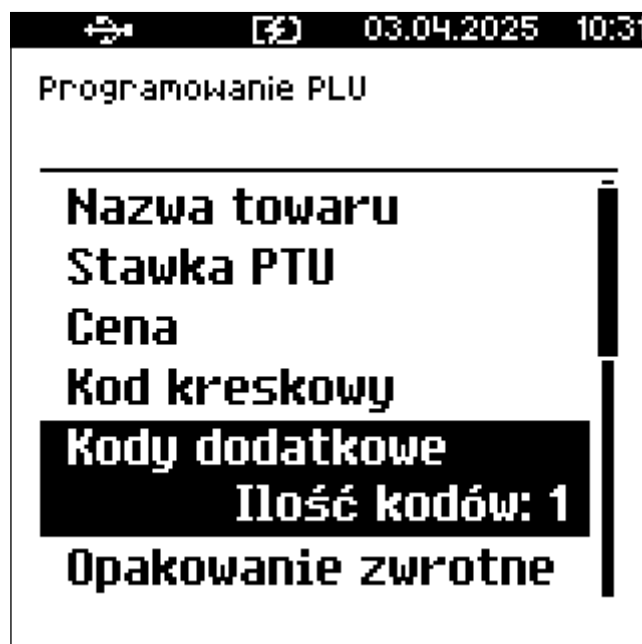 03.04.2025 10:31
Programowanie PLU
Nazwa towaru
Stawka PTU
Cena
Kod kreskowy
Kody dodatkowe
Ilość kodów: 1
Opakowanie zwrotne